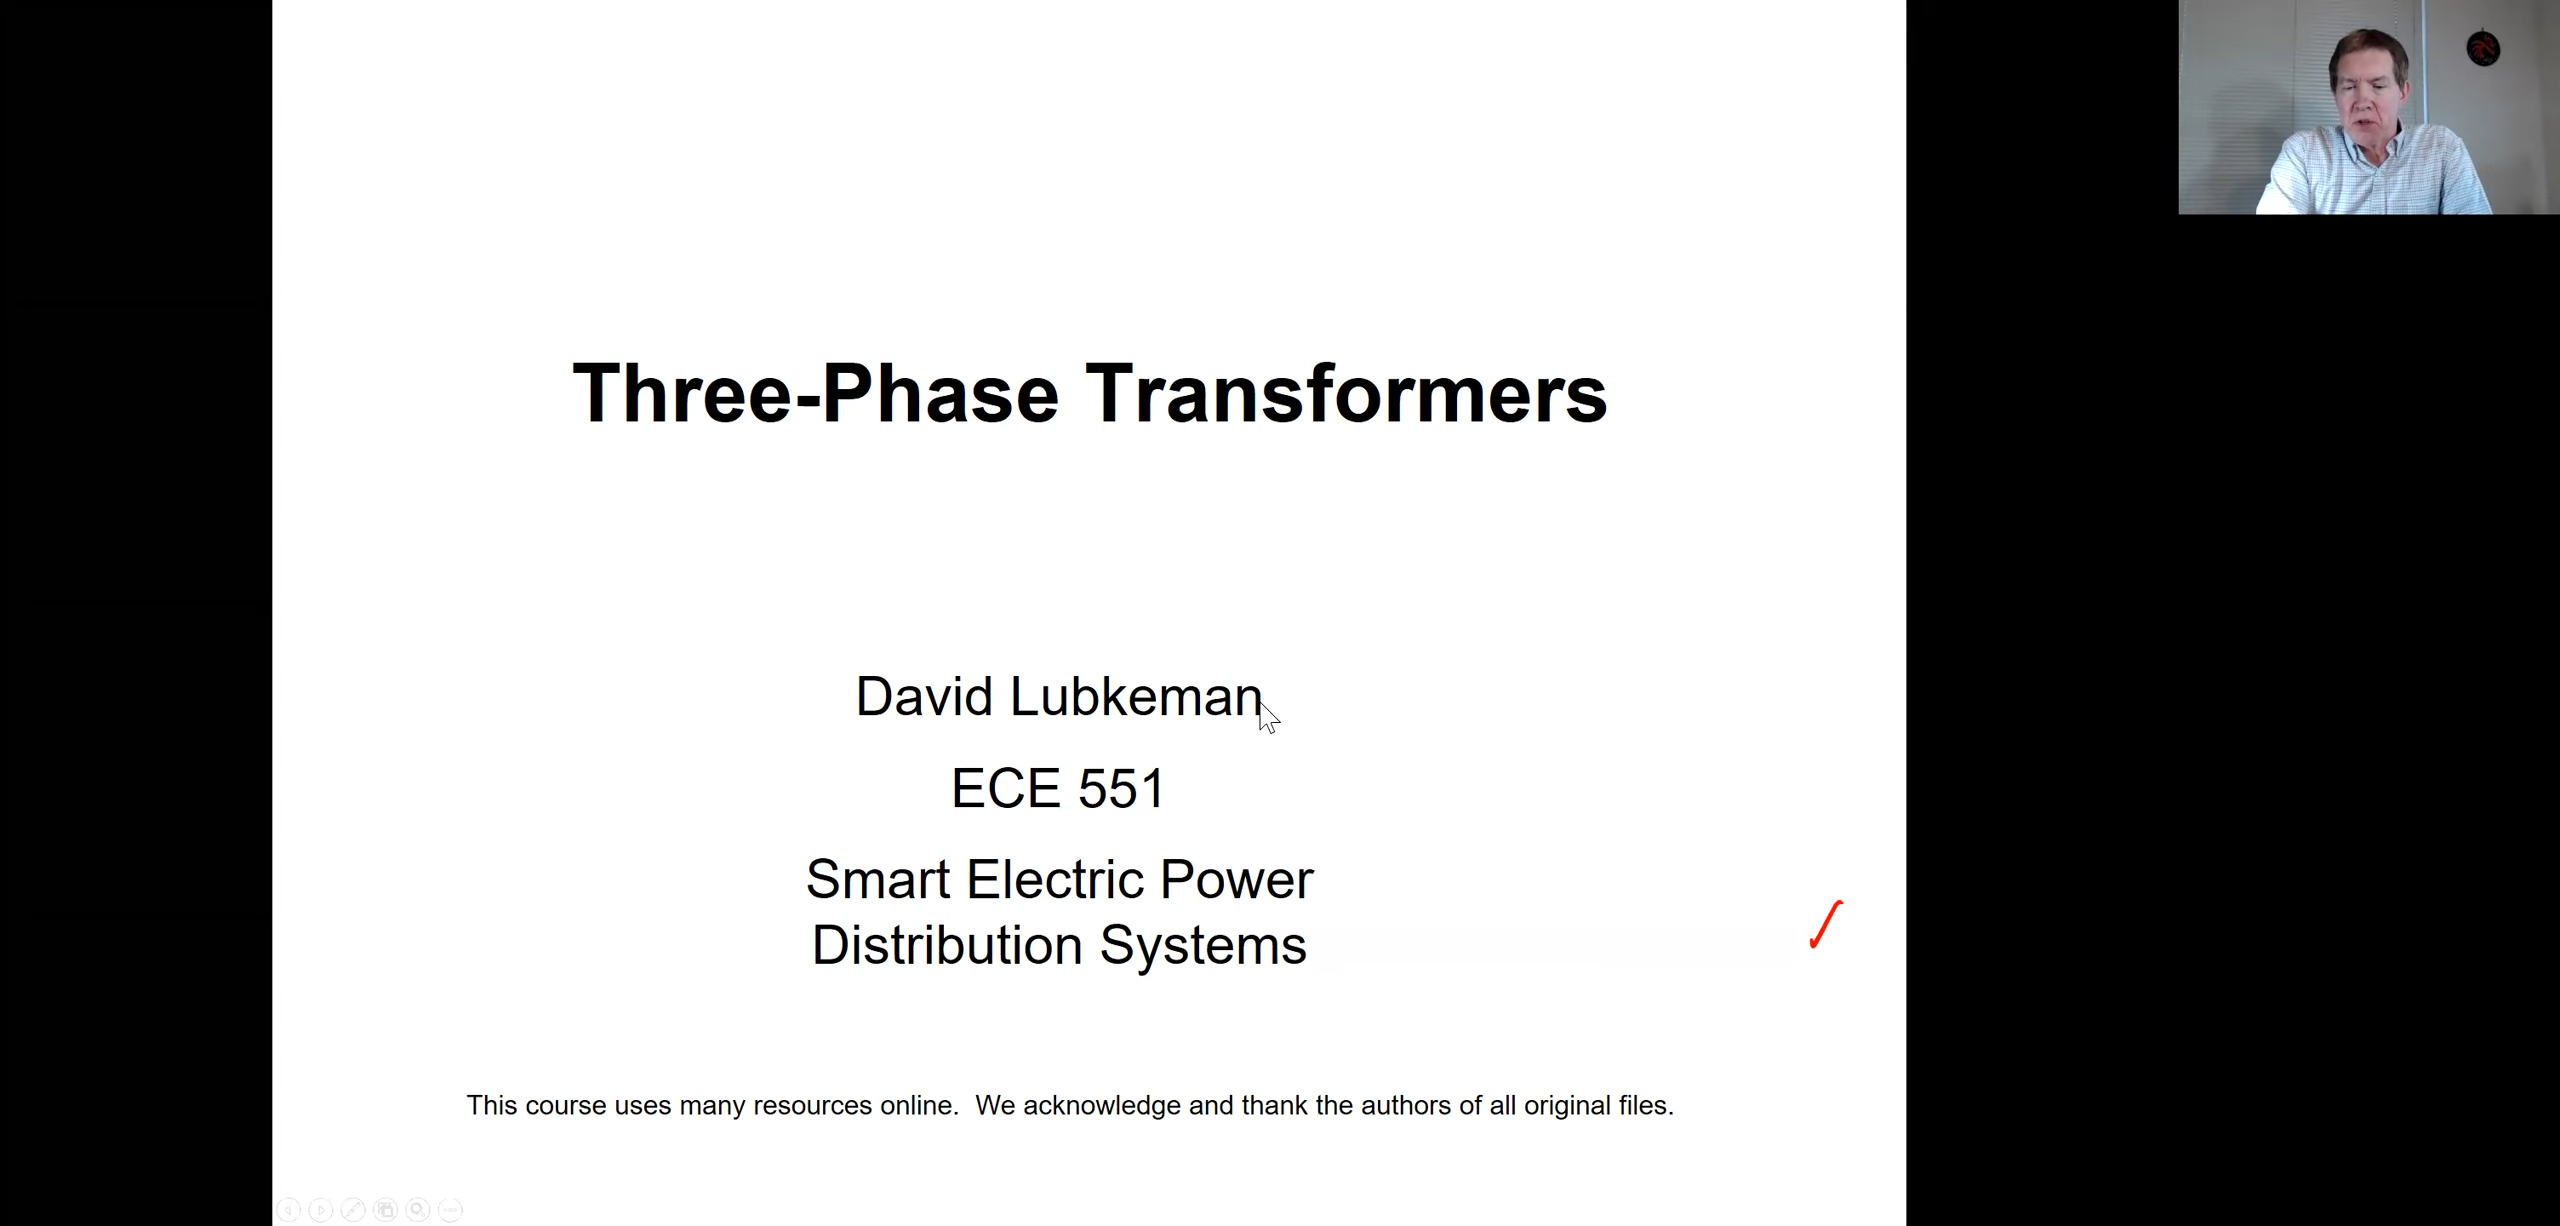 Three-Phase Transformers
David Lubkeman
ECE 551
Smart Electric Power
Distribution Systems
This course uses many resources online.  We acknowledge and thank the authors of all original files.